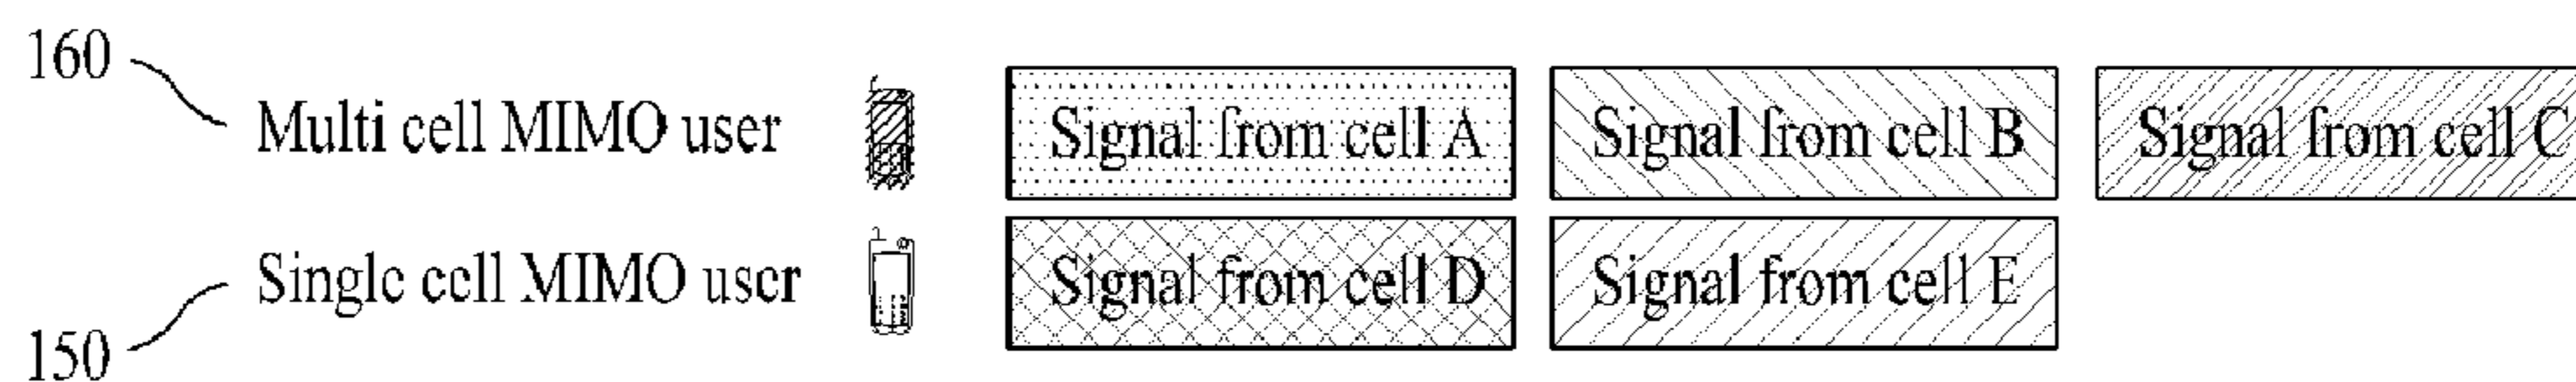 160
Multi cell MIMO user Signal from cell A Signal from cell B Signal from cell C
Single cell MIMO user Signal from cell D Signal from cell E
150